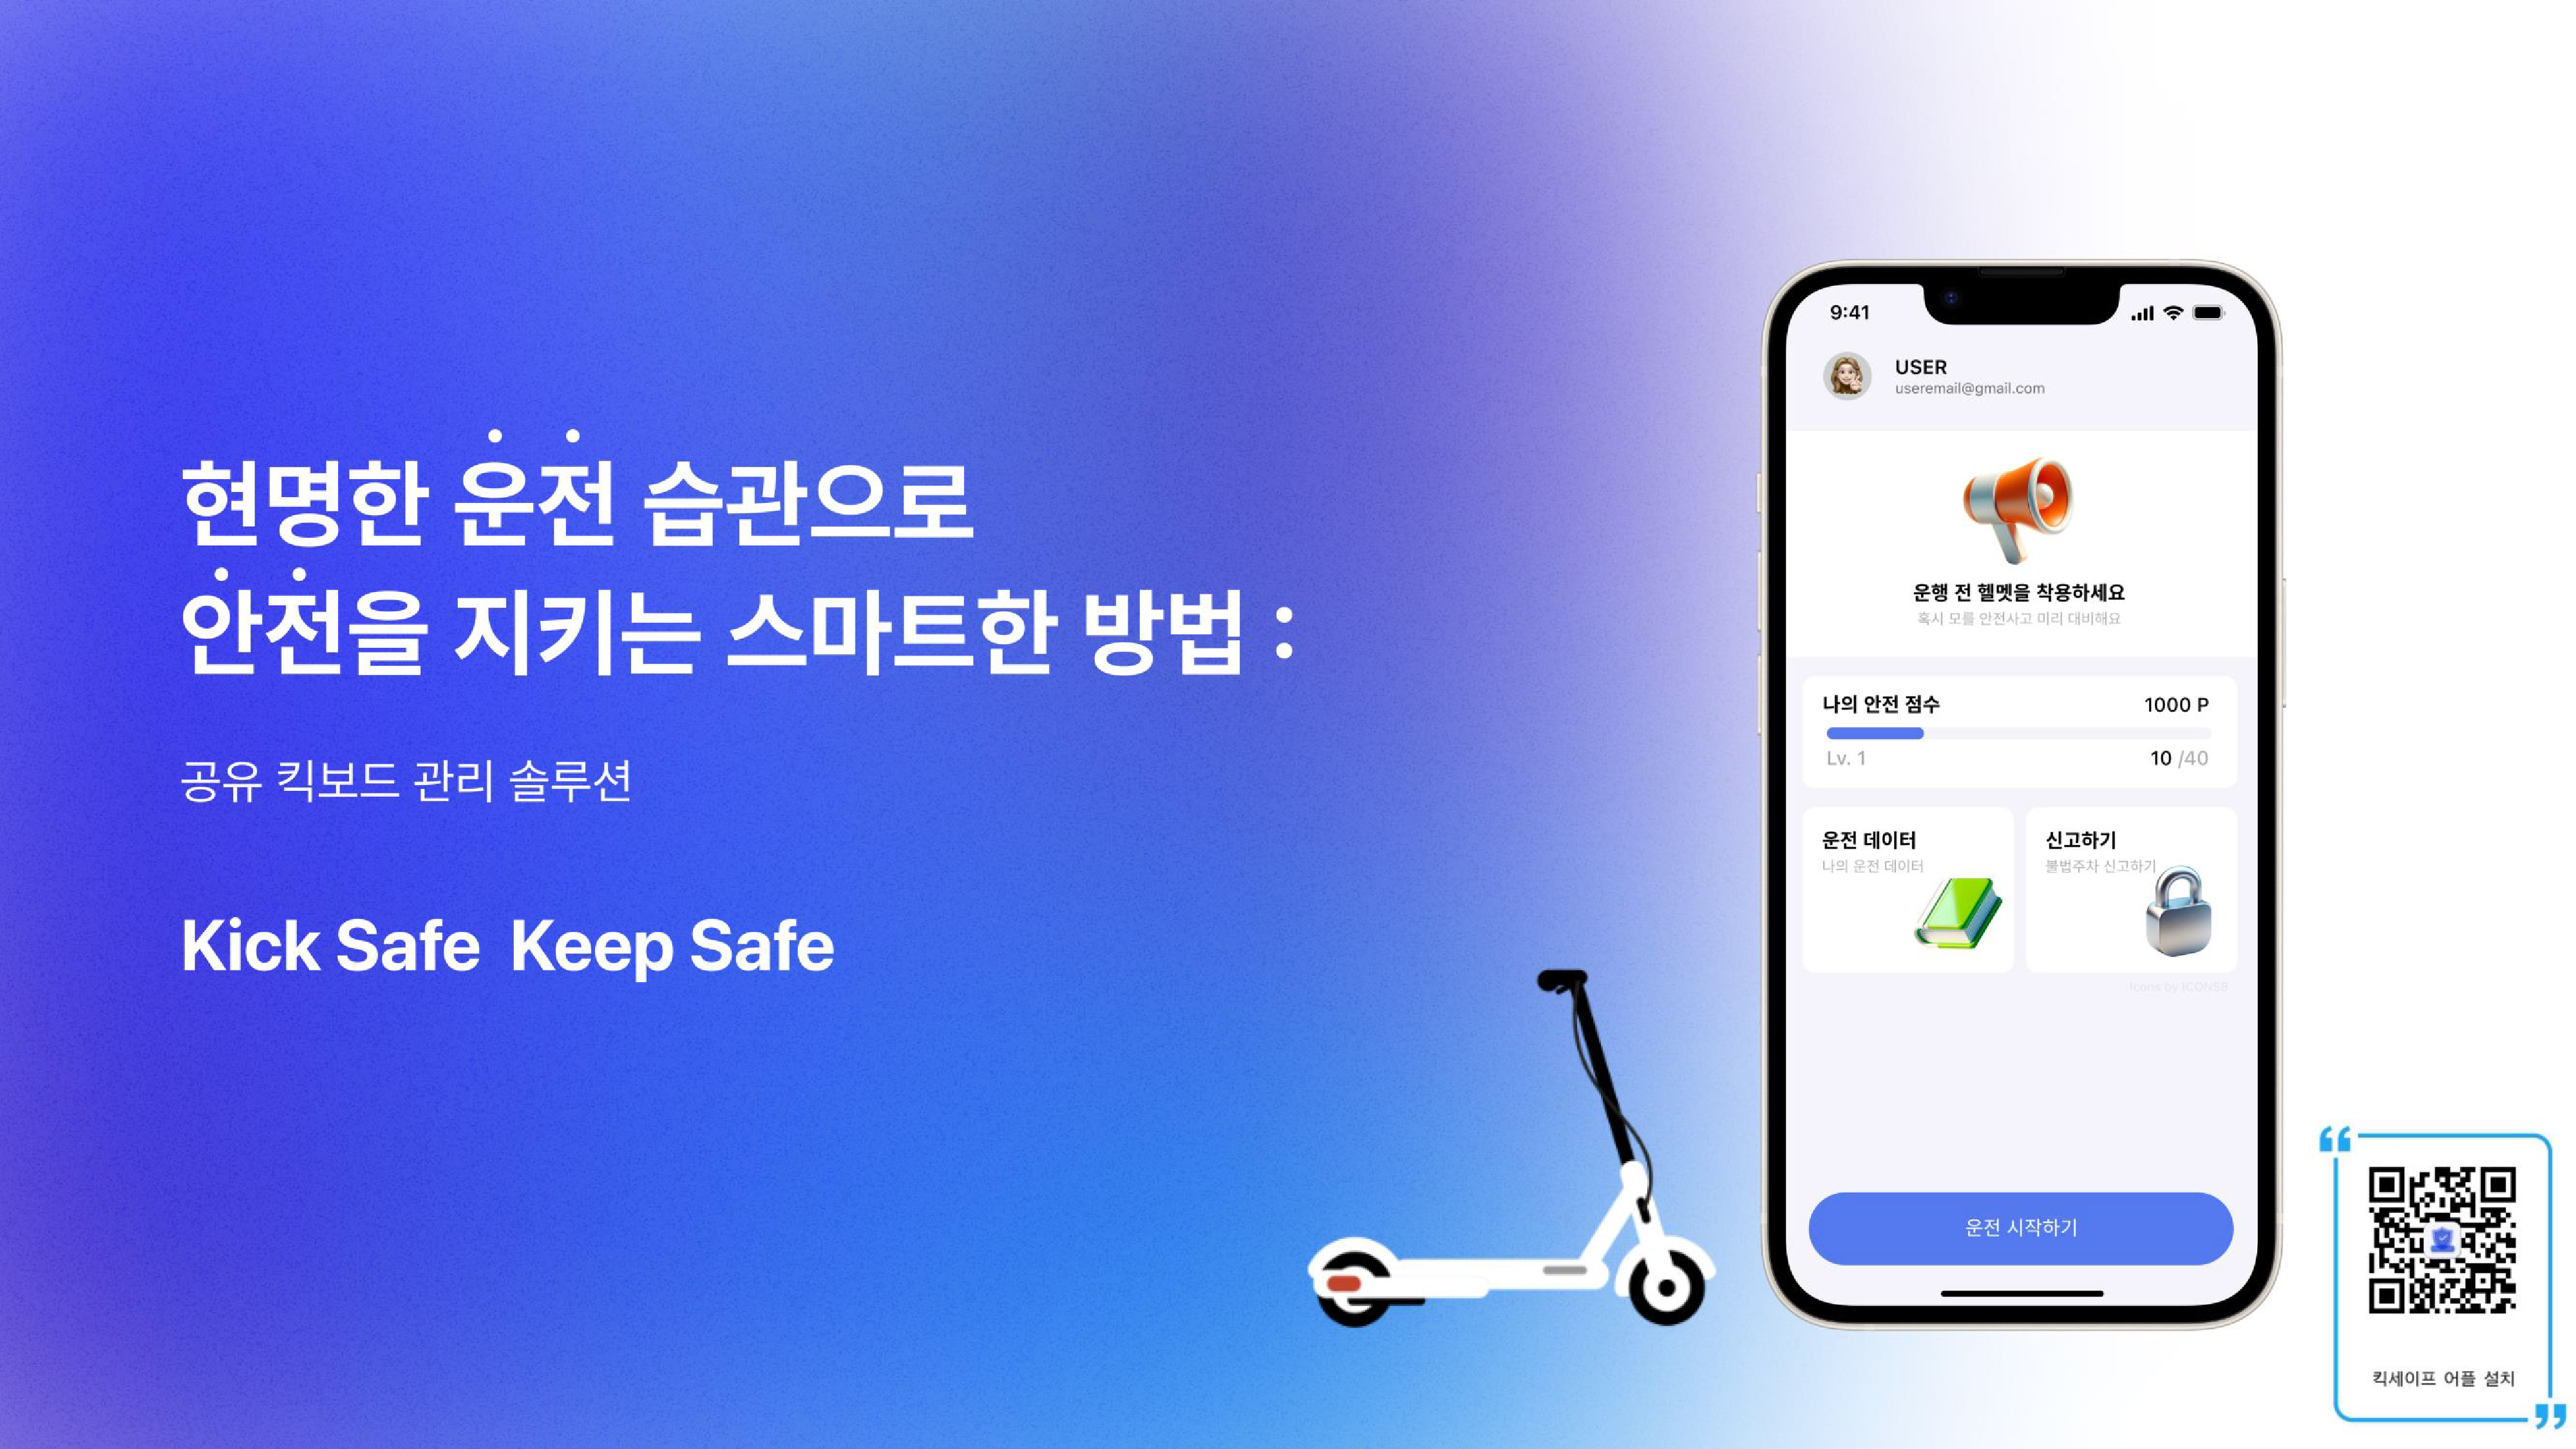 현명한 운전 습관으로
안전을 지키는 스마트한 방법 :
공유 킥보드 관리 솔루션
Kick Safe Keep Safe
9:41
USER
useremail@gmail.com
운행 전 헬멧을 착용하세요
혹시 모를 안전사고 미리 대비해요
나의 안전 점수
1000 P
Lv. 1
10 /40
운전 데이터
나의 운전 데이터
신고하기
불법주차 신고하기
Icons by ICONS8
운전 시작하기
킥세이프 어플 설치